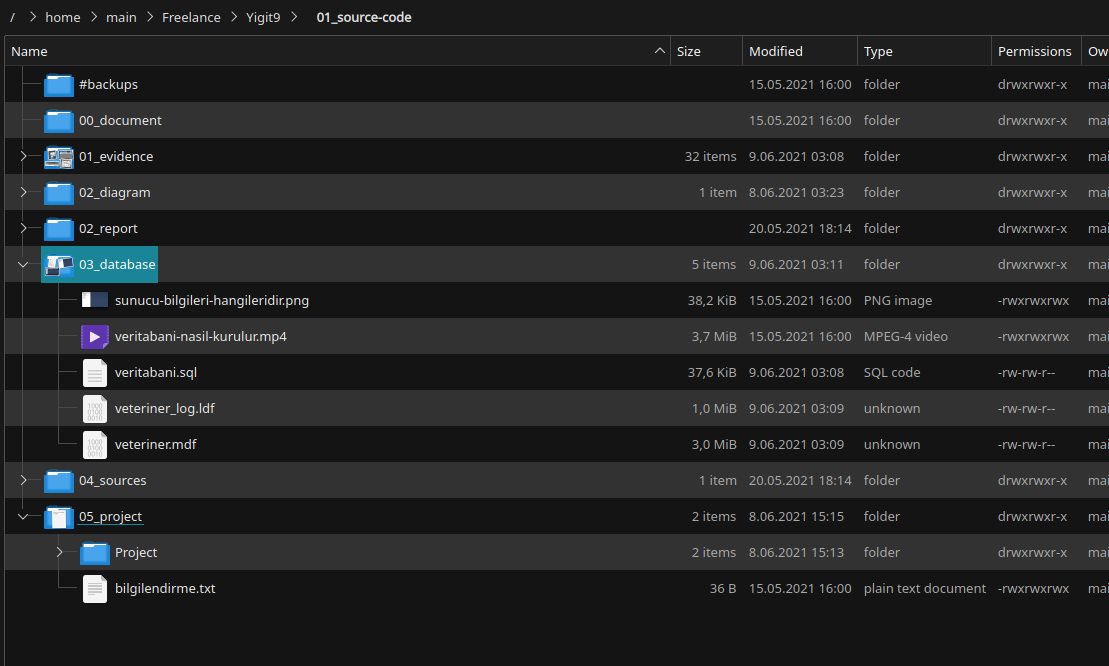 / > home > main > Freelance > Yigit9 > 01_source-code
Name Size Modified Type Permissions Ow
#backups 15.05.2021 16:00 folder drwxrwxr-x mai
00_document 15.05.2021 16:00 folder drwxrwxr-x mai
01_evidence 32 items 9.06.2021 03:08 folder drwxrwxr-x mai
02_diagram 1 item 8.06.2021 03:23 folder drwxrwxr-x mai
02_report 20.05.2021 18:14 folder drwxrwxr-x mai
03_database 5 items 9.06.2021 03:11 folder drwxrwxr-x mai
sunucu-bilgileri-hangileridir.png 38,2 KiB 15.05.2021 16:00 PNG image -rwxrwxrwx mai
veritabani-nasil-kurulur.mp4 3,7 MiB 15.05.2021 16:00 MPEG-4 video -rwxrwxrwx mai
veritabani.sql 37,6 KiB 9.06.2021 03:08 SQL code -rw-rw-r-- mai
veteriner_log.ldf 1,0 MiB 9.06.2021 03:09 unknown -rw-rw-r-- mai
veteriner.mdf 3,0 MiB 9.06.2021 03:09 unknown -rw-rw-r-- mai
04_sources 1 item 20.05.2021 18:14 folder drwxrwxr-x mai
05_project 2 items 8.06.2021 15:15 folder drwxrwxr-x mai
Project 2 items 8.06.2021 15:13 folder drwxrwxr-x mai
bilgilendirme.txt 36 B 15.05.2021 16:00 plain text document -rwxrwxrwx mai